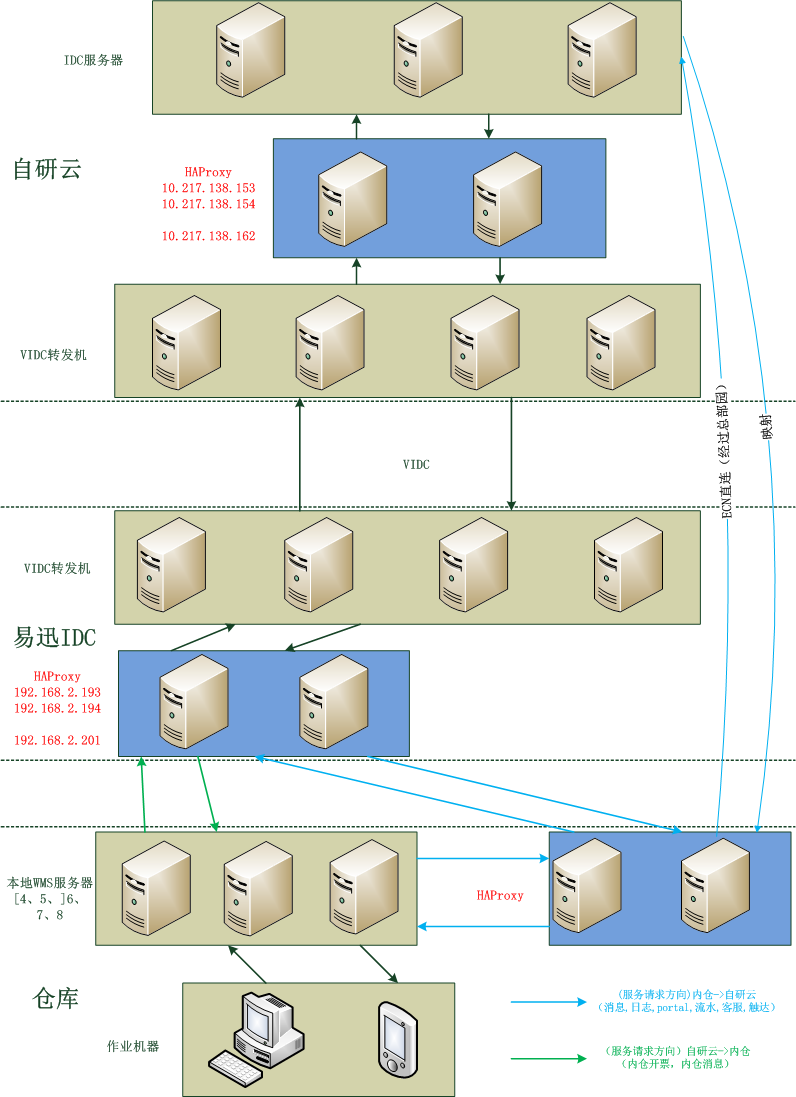 IDC服务器
自研云
HAProxy
10.217.138.153
10.217.138.154
10.217.138.162
VIDC转发机
ECN直连（经过总部园）
映射
VIDC
VIDC转发机
易迅IDC
HAProxy
192.168.2.193
192.168.2.194
192.168.2.201
本地WMS服务器
[4、5、]6、
7、8
HAProxy
仓库
作业机器
(服务请求方向)内仓->自研云
（消息,日志,portal,流水,客服,触达）
（服务请求方向）自研云->内仓
（内仓开票，内仓消息）